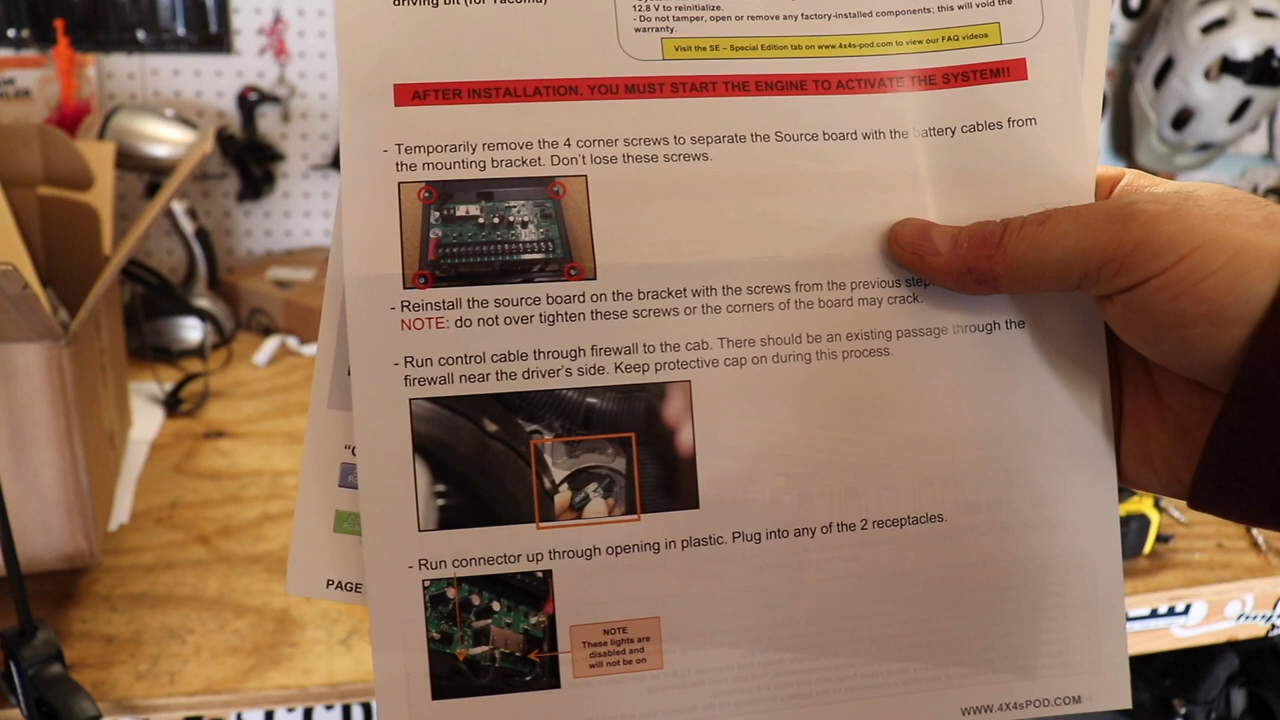 driving bit (for Tacoma)
12.8 V to reinitialize.
- Do not tamper, open or remove any factory-installed components; this will void the
warranty.
Visit the SE – Special Edition tab on www.4x4s-pod.com to view our FAQ videos
AFTER INSTALLATION. YOU MUST START THE ENGINE TO ACTIVATE THE SYSTEM!!
- Temporarily remove the 4 corner screws to separate the Source board with the battery cables from
the mounting bracket. Don't lose these screws.
- Reinstall the source board on the bracket with the screws from the previous step.
NOTE: do not over tighten these screws or the corners of the board may crack.
- Run control cable through firewall to the cab. There should be an existing passage through the
firewall near the driver's side. Keep protective cap on during this process.
- Run connector up through opening in plastic. Plug into any of the 2 receptacles.
NOTE
These lights are
disabled and
will not be on
PAGE
WWW.4X4sPOD.COM